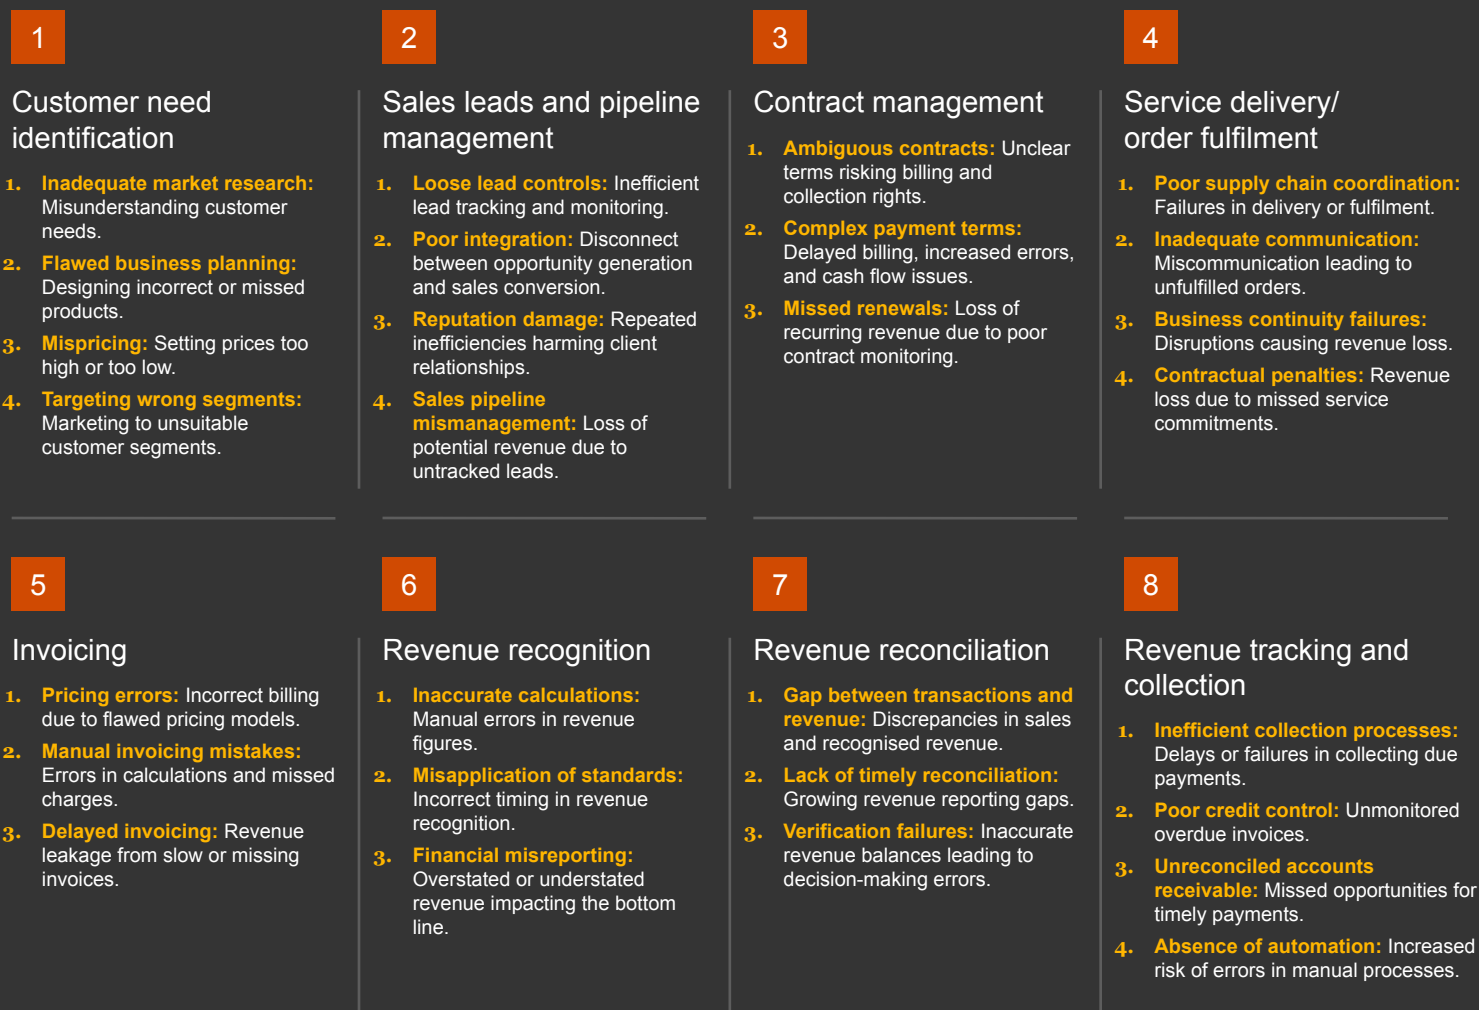 1
Customer need
identification
1. Inadequate market research:
Misunderstanding customer
needs.
2. Flawed business planning:
Designing incorrect or missed
products.
3. Mispricing: Setting prices too
high or too low.
4. Targeting wrong segments:
Marketing to unsuitable
customer segments.
2
Sales leads and pipeline
management
1. Loose lead controls: Inefficient
lead tracking and monitoring.
2. Poor integration: Disconnect
between opportunity generation
and sales conversion.
3. Reputation damage: Repeated
inefficiencies harming client
relationships.
4. Sales pipeline
mismanagement: Loss of
potential revenue due to
untracked leads.
3
Contract management
1. Ambiguous contracts: Unclear
terms risking billing and
collection rights.
2. Complex payment terms:
Delayed billing, increased errors,
and cash flow issues.
3. Missed renewals: Loss of
recurring revenue due to poor
contract monitoring.
4
Service delivery/
order fulfilment
1. Poor supply chain coordination:
Failures in delivery or fulfilment.
2. Inadequate communication:
Miscommunication leading to
unfulfilled orders.
3. Business continuity failures:
Disruptions causing revenue loss.
4. Contractual penalties: Revenue
loss due to missed service
commitments.
5
Invoicing
1. Pricing errors: Incorrect billing
due to flawed pricing models.
2. Manual invoicing mistakes:
Errors in calculations and missed
charges.
3. Delayed invoicing: Revenue
leakage from slow or missing
invoices.
6
Revenue recognition
1. Inaccurate calculations:
Manual errors in revenue
figures.
2. Misapplication of standards:
Incorrect timing in revenue
recognition.
3. Financial misreporting:
Overstated or understated
revenue impacting the bottom
line.
7
Revenue reconciliation
1. Gap between transactions and
revenue: Discrepancies in sales
and recognised revenue.
2. Lack of timely reconciliation:
Growing revenue reporting gaps.
3. Verification failures: Inaccurate
revenue balances leading to
decision-making errors.
8
Revenue tracking and
collection
1. Inefficient collection processes:
Delays or failures in collecting due
payments.
2. Poor credit control: Unmonitored
overdue invoices.
3. Unreconciled accounts
receivable: Missed opportunities for
timely payments.
4. Absence of automation: Increased
risk of errors in manual processes.